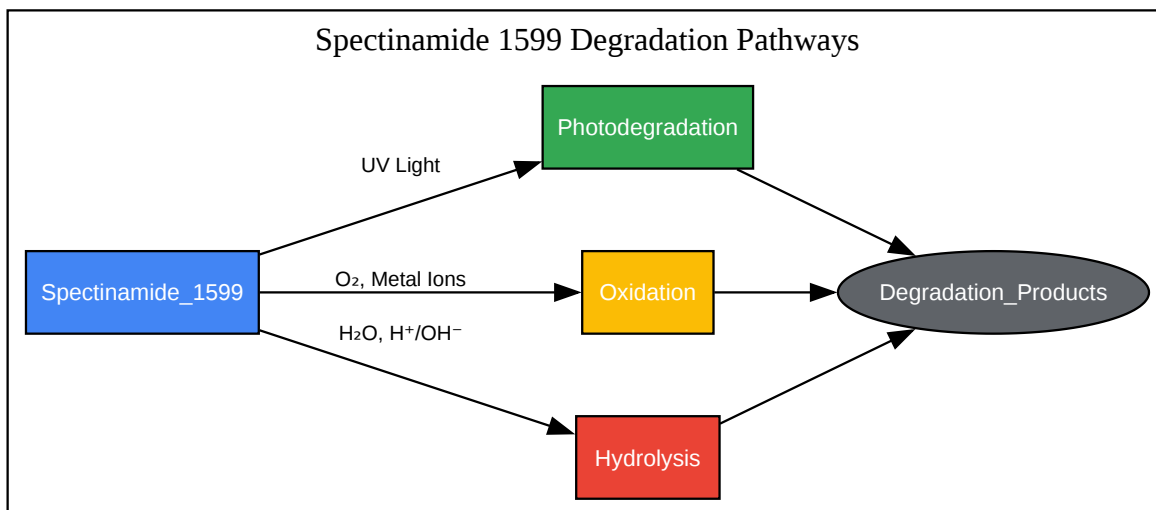 Spectinamide 1599 Degradation Pathways
Photodegradation
UV Light
Spectinamide_1599
O₂, Metal Ions
Oxidation
Degradation_Products
H₂O, H⁺/OH⁻
Hydrolysis